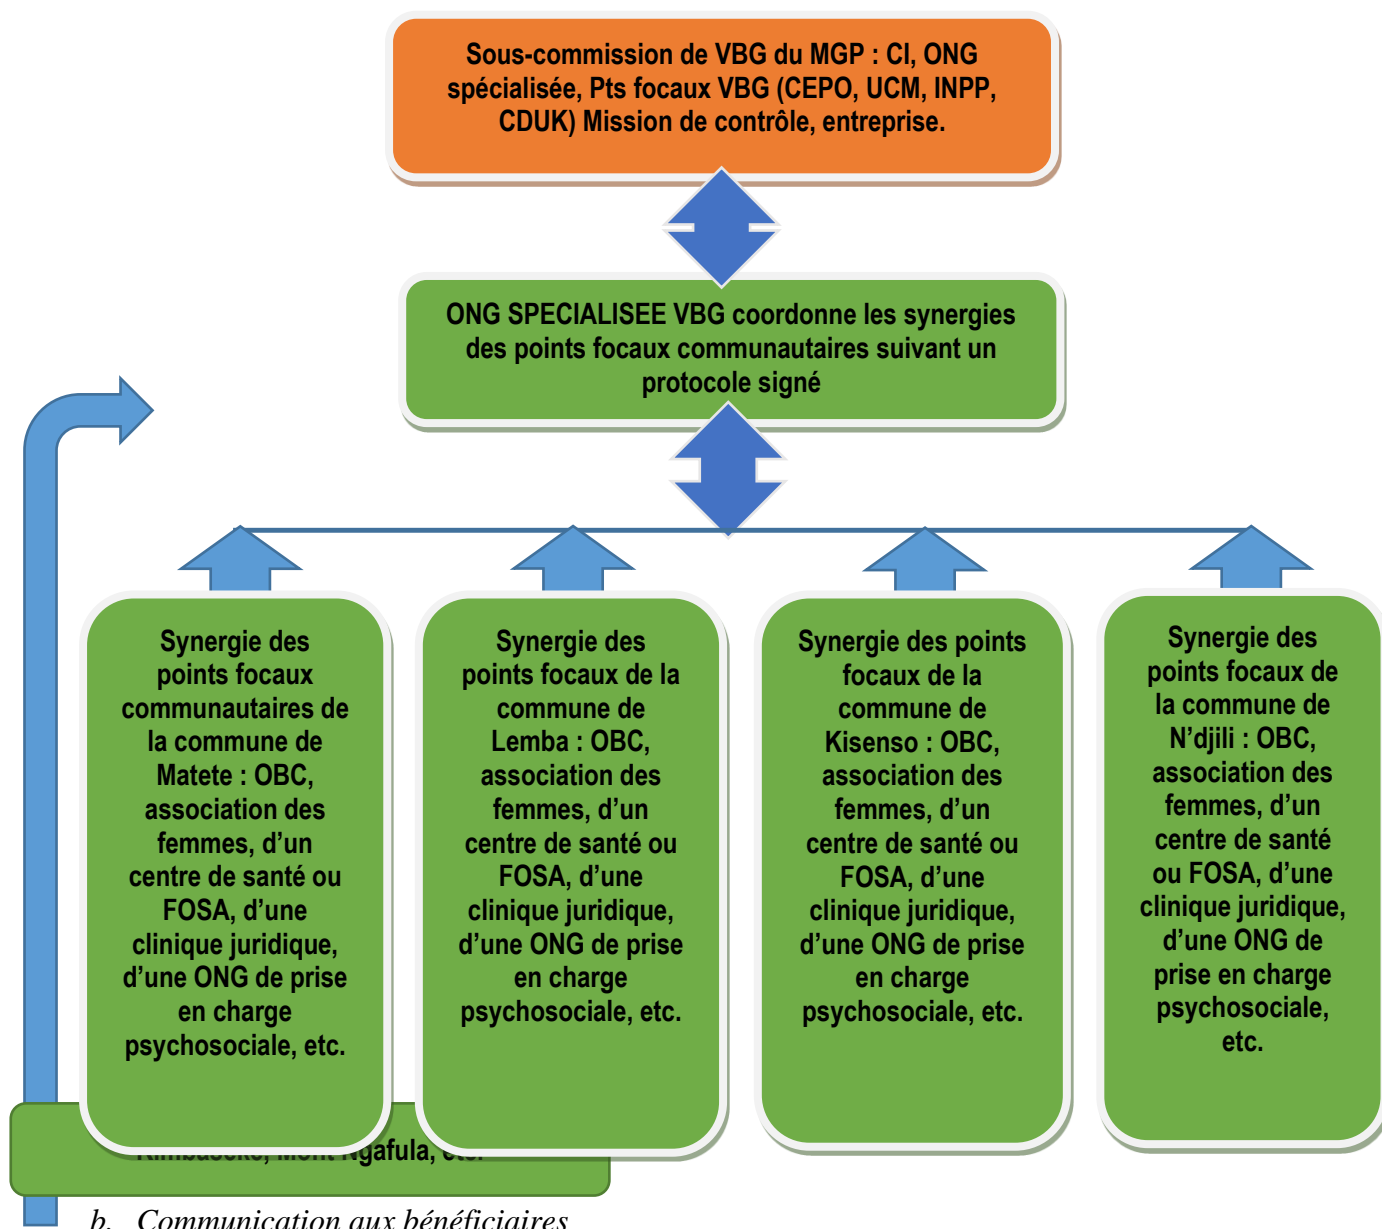 Sous-commission de VBG du MGP : CI, ONG
spécialisée, Pts focaux VBG (CEPO, UCM, INPP,
CDUK) Mission de contrôle, entreprise.
ONG SPECIALISEE VBG coordonne les synergies
des points focaux communautaires suivant un
protocole signé
Synergie des
points focaux
communautaires de
la commune de
Matete : OBC,
association des
femmes, d’un
centre de santé ou
FOSA, d’une
clinique juridique,
d’une ONG de prise
en charge
psychosociale, etc.
Synergie des
points focaux de la
commune de
Lemba : OBC,
association des
femmes, d’un
centre de santé ou
FOSA, d’une
clinique juridique,
d’une ONG de prise
en charge
psychosociale, etc.
Synergie des points
focaux de la
commune de
Kisenso : OBC,
association des
femmes, d’un
centre de santé ou
FOSA, d’une
clinique juridique,
d’une ONG de prise
en charge
psychosociale, etc.
Synergie des
points focaux de
la commune de
N’djili : OBC,
association des
femmes, d’un
centre de santé
ou FOSA, d’une
clinique juridique,
d’une ONG de
prise en charge
psychosociale,
etc.
Ngafula, etc.
b. Communication aux bénéficiaires